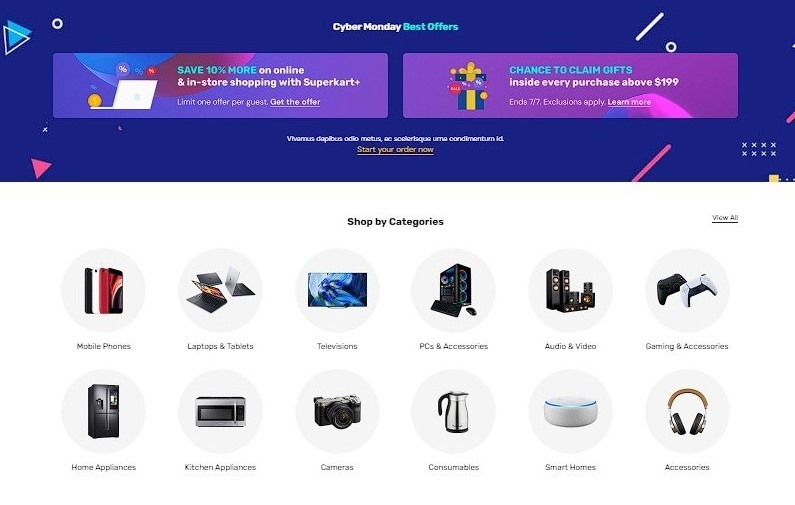 Cyber Monday Best Offers
SAVE 10% MORE on online
& in-store shopping with Superkart+
Limit one offer per guest. Get the offer
CHANCE TO CLAIM GIFTS
inside every purchase above $199
Ends 7/7. Exclusions apply. Learn more
Vivamus dapibus odio metus, ac scelerisque urna condimentum id.
Start your order now
Shop by Categories
View All
Mobile Phones
Laptops & Tablets
Televisions
PCs & Accessories
Audio & Video
Gaming & Accessories
Home Appliances
Kitchen Appliances
Cameras
Consumables
Smart Homes
Accessories